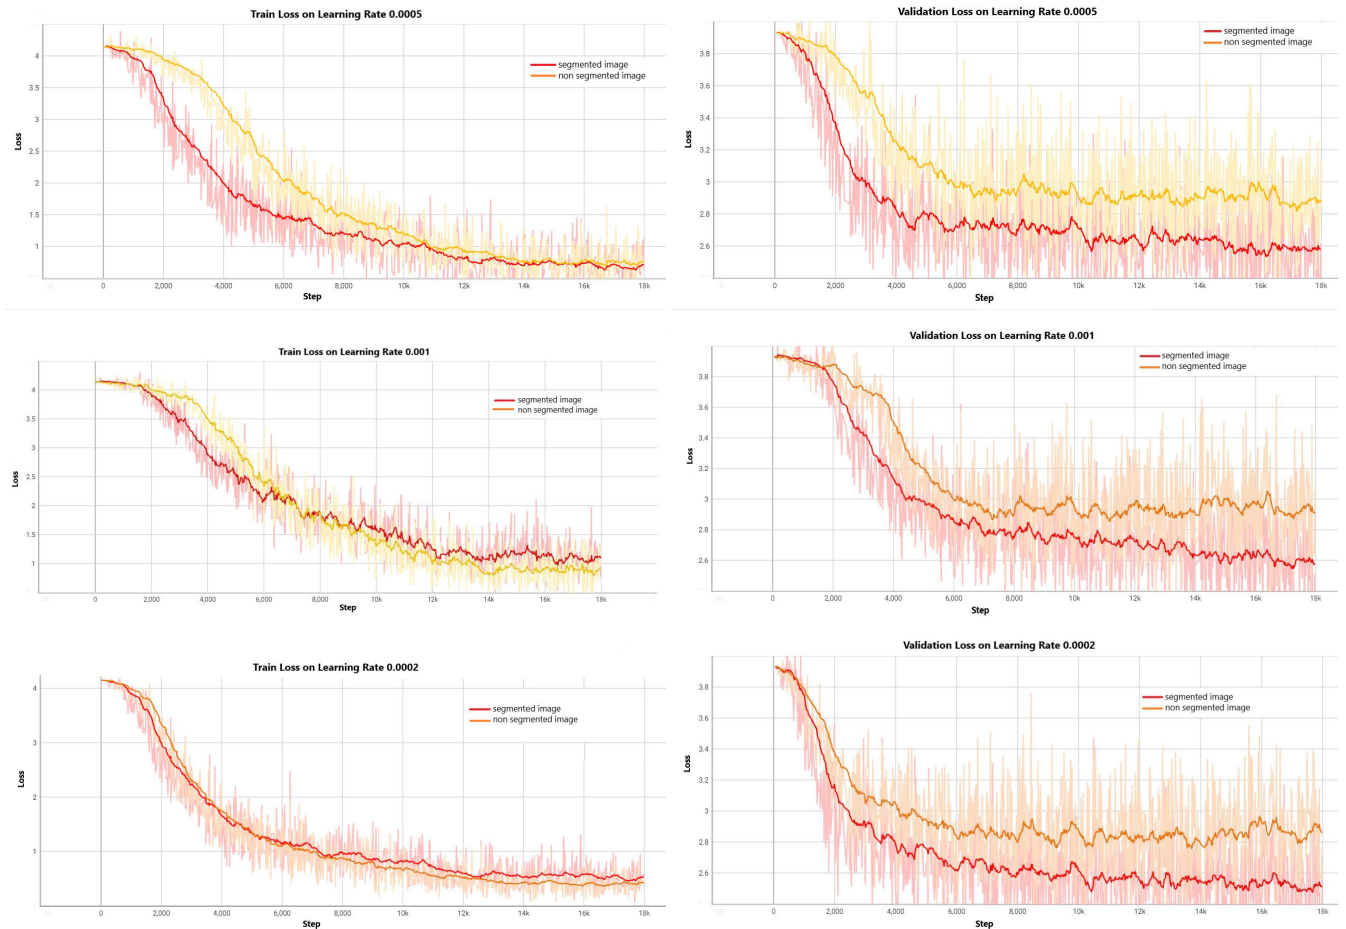 Train Loss on Learning Rate 0.0005
segmented image
non segmented image
4
3.5
3
2.5
2
1.5
1
Loss
0
2,000
4,000
6,000
8,000
10k
12k
14k
16k
18k
Step
Validation Loss on Learning Rate 0.0005
segmented image
non segmented image
3.8
3.6
3.4
3.2
3
2.8
2.6
Loss
0
2,000
4,000
6,000
8,000
10k
12k
14k
16k
18k
Step
Train Loss on Learning Rate 0.001
segmented image
non segmented image
4
3.5
3
2.5
2
1.5
1
Loss
0
2,000
4,000
6,000
8,000
10k
12k
14k
16k
18k
Step
Validation Loss on Learning Rate 0.001
segmented image
non segmented image
3.8
3.6
3.4
3.2
3
2.8
2.6
Loss
0
2,000
4,000
6,000
8,000
10k
12k
14k
16k
18k
Step
Train Loss on Learning Rate 0.0002
segmented image
non segmented image
4
3
2
1
Loss
0
2,000
4,000
6,000
8,000
10k
12k
14k
16k
18k
Step
Validation Loss on Learning Rate 0.0002
segmented image
non segmented image
3.8
3.6
3.4
3.2
3
2.8
2.6
Loss
0
2,000
4,000
6,000
8,000
10k
12k
14k
16k
18k
Step